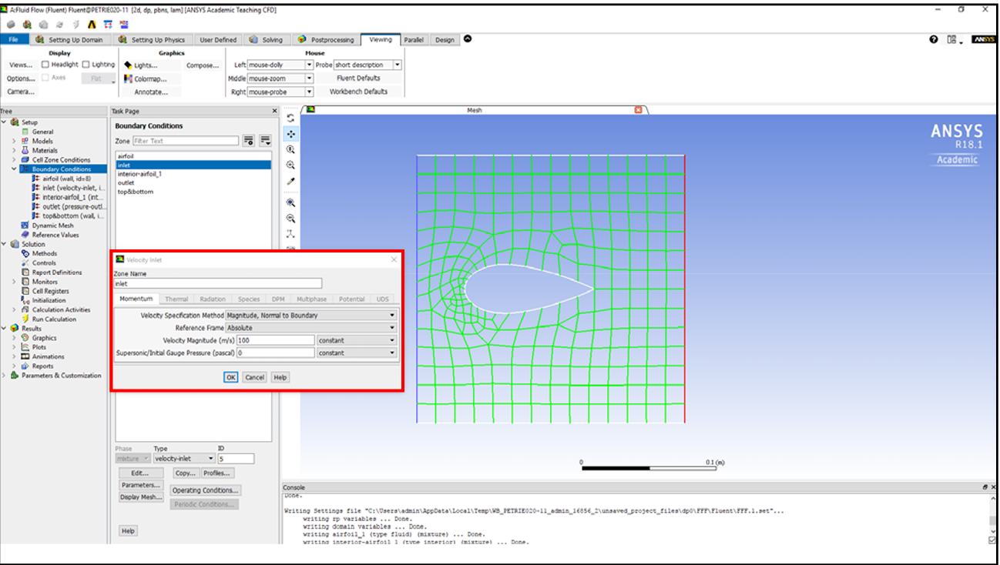 A:Fluid Flow (Fluent) Fluent@PETRIE020-11 [2d, dp, pbns, lam] [ANSYS Academic Teaching CFD]
File Setting Up Domain Setting Up Physics User Defined Solving Postprocessing Viewing Parallel Design ANSYS
Display Graphics Mouse
Views... Headlight Lighting Lights... Compose... Left mouse-dolly Probe short description
Options... Axes Flat Colormap... Middle mouse-zoom Fluent Defaults
Camera... Annotate... Right mouse-probe Workbench Defaults
Tree
Setup
General
Models
Materials
Cell Zone Conditions
Boundary Conditions
airfoil (wall, id=8)
inlet (velocity-inlet, i...
interior-airfoil_1 (int...
outlet (pressure-outl...
top&bottom (wall, i...
Dynamic Mesh
Reference Values
Solution
Methods
Controls
Report Definitions
Monitors
Cell Registers
Initialization
Calculation Activities
Run Calculation
Results
Graphics
Plots
Animations
Reports
Parameters & Customization
Task Page
Boundary Conditions
Zone Filter Text
airfoil
inlet
interior-airfoil_1
outlet
top&bottom
Velocity Inlet
Zone Name
inlet
Momentum Thermal Radiation Species DPM Multiphase Potential UDS
Velocity Specification Method Magnitude, Normal to Boundary
Reference Frame Absolute
Velocity Magnitude (m/s) 100 constant
Supersonic/Initial Gauge Pressure (pascal) 0 constant
OK Cancel Help
Phase Type ID
mixture velocity-inlet 5
Edit... Copy... Profiles...
Parameters... Operating Conditions...
Display Mesh... Periodic Conditions...
Help
Mesh
ANSYS
R18.1
Academic
0 0.1 (m)
Console
Done.
Writing Settings file "C:\Users\admin\AppData\Local\Temp\WB_PETRIE020-11_admin_16856_2\unsaved_project_files\dp0\FFF\Fluent\FFF.1.set"...
writing rp variables ... Done.
writing domain variables ... Done.
writing airfoil_1 (type fluid) (mixture) ... Done.
writing interior-airfoil_1 (type interior) (mixture) ... Done.